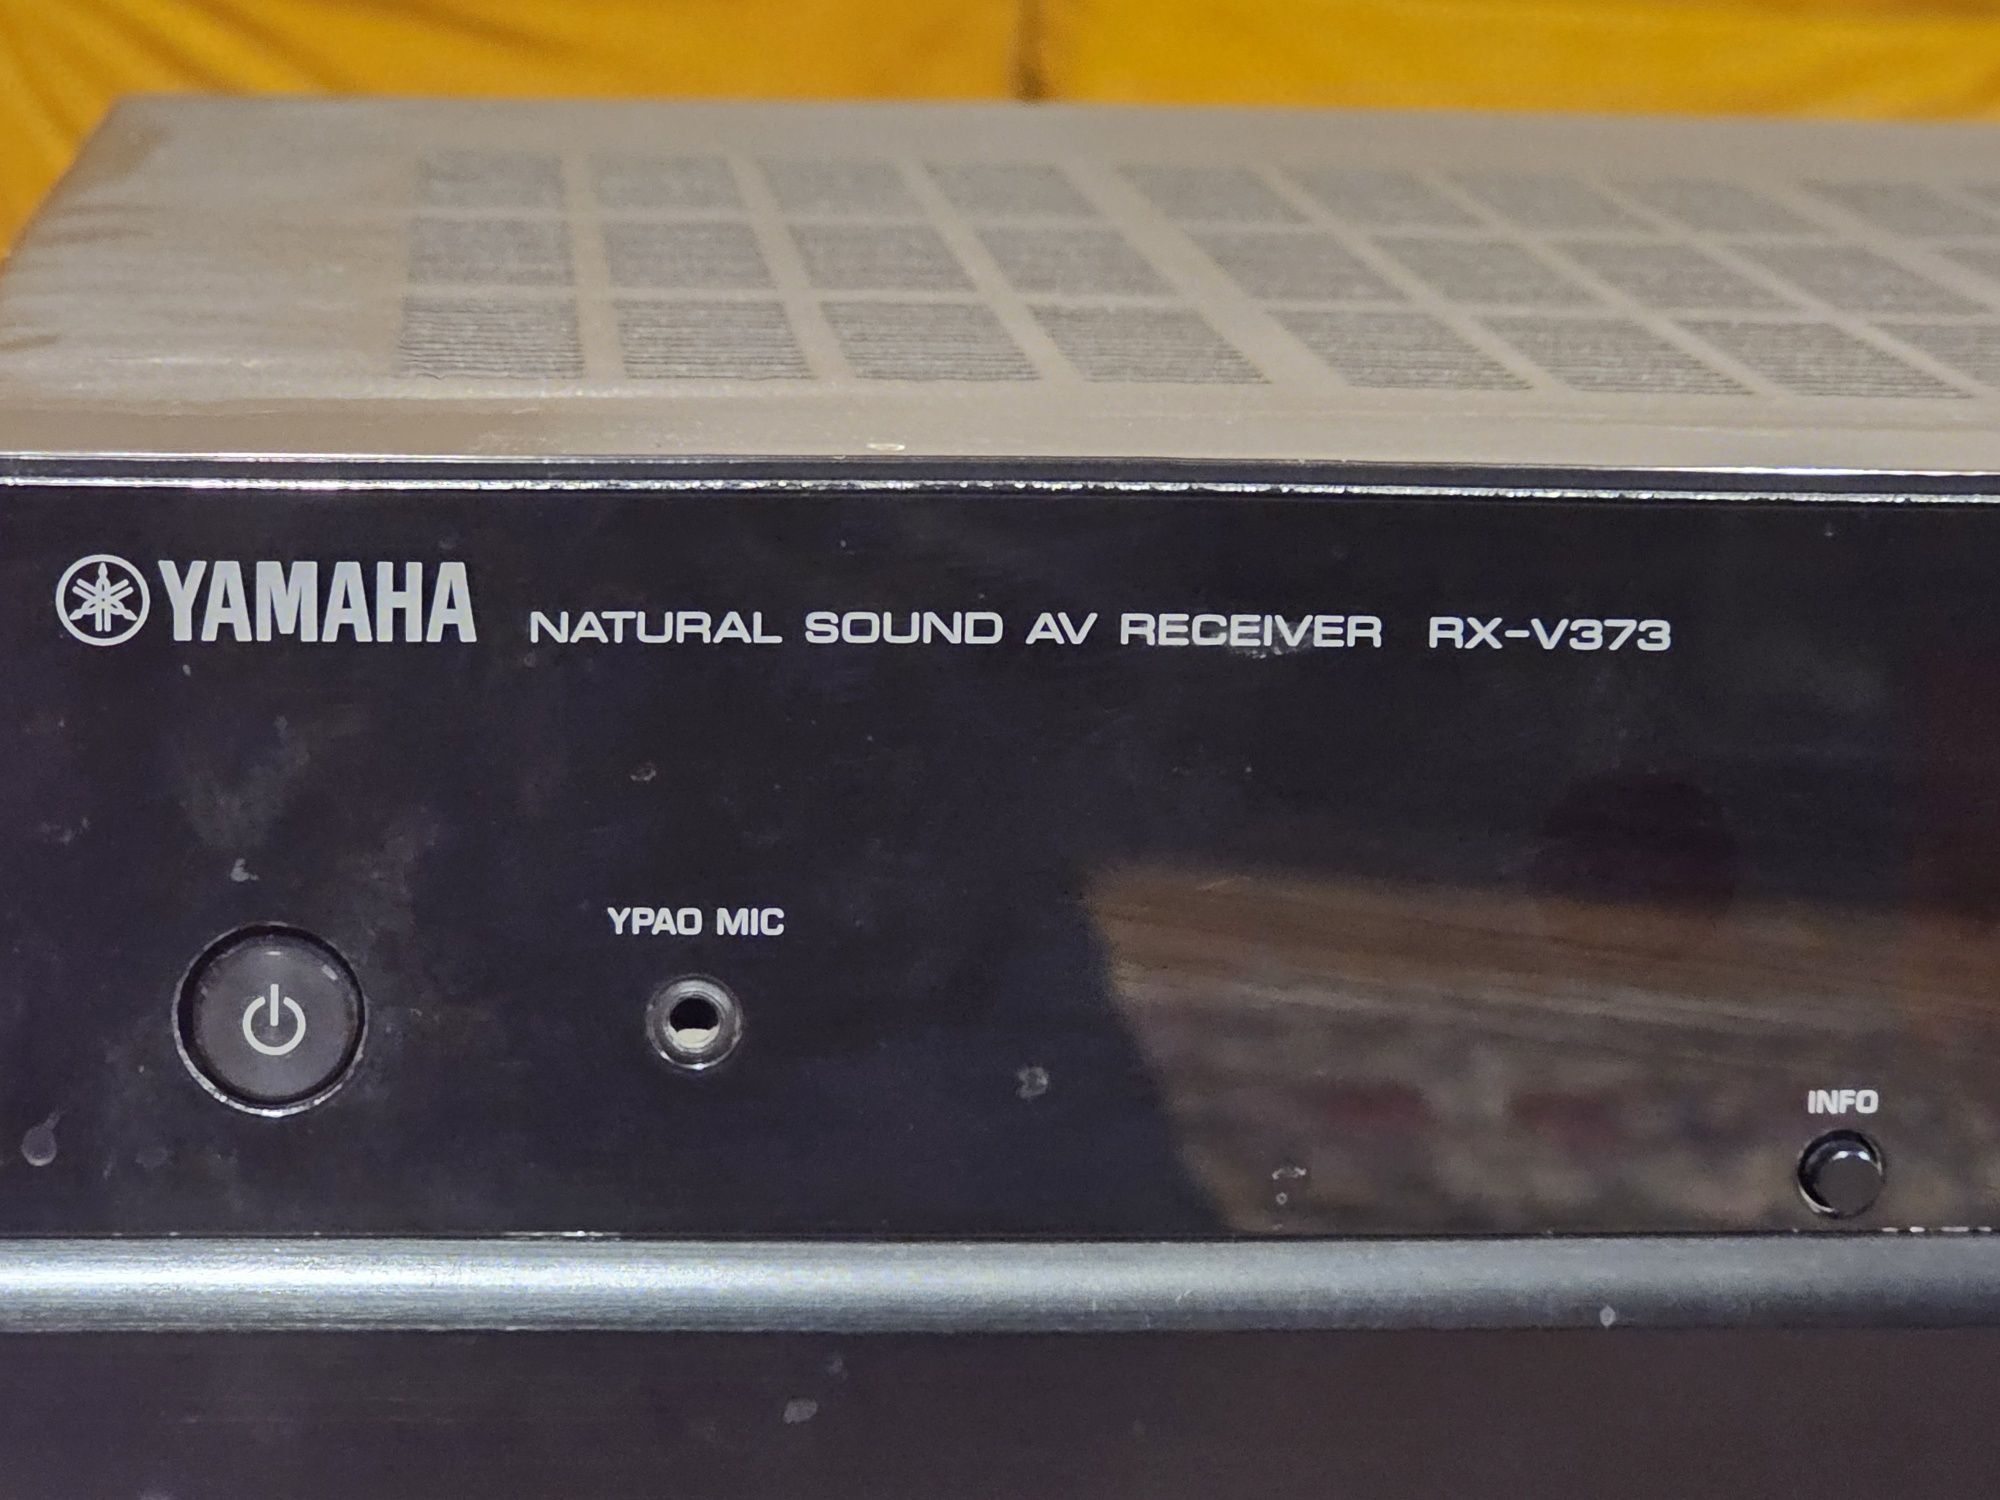 YAMAHA NATURAL SOUND AV RECEIVER RX-V373
YPAO MIC
INFO